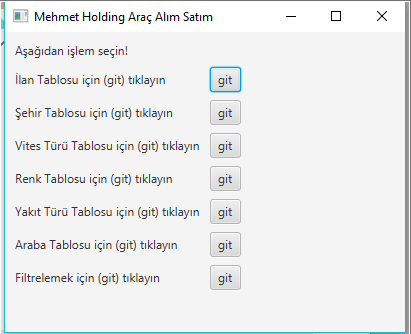 Mehmet Holding Araç Alım Satım
Aşağıdan işlem seçin!
İlan Tablosu için (git) tıklayın git
Şehir Tablosu için (git) tıklayın git
Vites Türü Tablosu için (git) tıklayın git
Renk Tablosu için (git) tıklayın git
Yakıt Türü Tablosu için (git) tıklayın git
Araba Tablosu için (git) tıklayın git
Filtrelemek için (git) tıklayın git